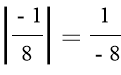 |-1/8| = 1/-8